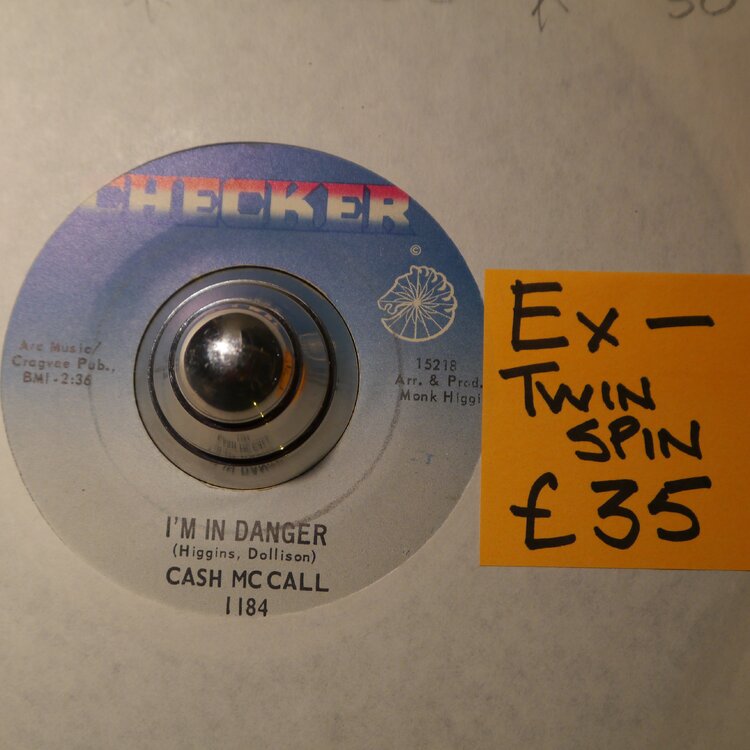 30
CHECKER
©
Arc Music/
Cragvee Pub.,
BMI - 2:36
15218
Arr. & Prod.
Monk Higgi
I'M IN DANGER
(Higgins, Dollison)
CASH MC CALL
1184
Ex -
TWIN
SPIN
£35